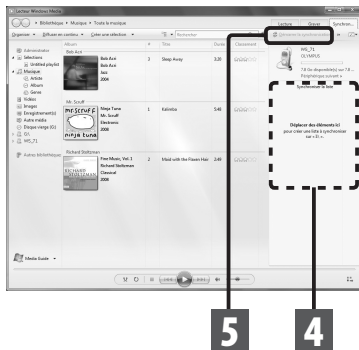 Lecteur Windows Media
Bibliothèque ▸ Musique ▸ Toute la musique
Lecture Graver Synchron...
Organiser Diffuser en continu Créer une sélection Rechercher
Démarrer la synchronisation
Administrateur
Sélections
Untitled playlist
Musique
Artiste
Album
Genre
Vidéos
Images
Enregistrement(s)
Autre média
Disque vierge (D:)
WS_71
Autres bibliothèques
Album # Titre Durée Classement
Bob Acri
Bob Acri
Bob Acri
Jazz
2004
3 Sleep Away 3:20
Mr. Scruff
Ninja Tuna
Mr. Scruff
Electronic
2008
1 Kalimba 5:48
Richard Stoltzman
Fine Music, Vol. 1
Richard Stoltzman
Classical
2008
2 Maid with the Flaxen Hair 2:49
WS_71
OLYMPUS
Synchroniser la liste
Déplacer des éléments ici
pour créer une liste à synchroniser
Media Guide
5
4